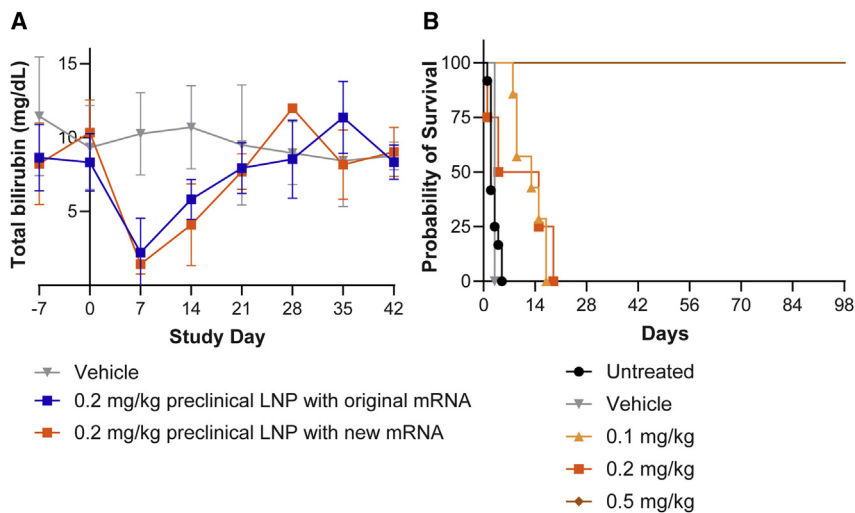 A
Total bilirubin (mg/dL)
15
10
5
-7 0 7 14 21 28 35 42
Study Day
Vehicle
0.2 mg/kg preclinical LNP with original mRNA
0.2 mg/kg preclinical LNP with new mRNA
B
Probability of Survival
100
75
50
25
0
0 14 28 42 56 70 84 98
Days
Untreated
Vehicle
0.1 mg/kg
0.2 mg/kg
0.5 mg/kg